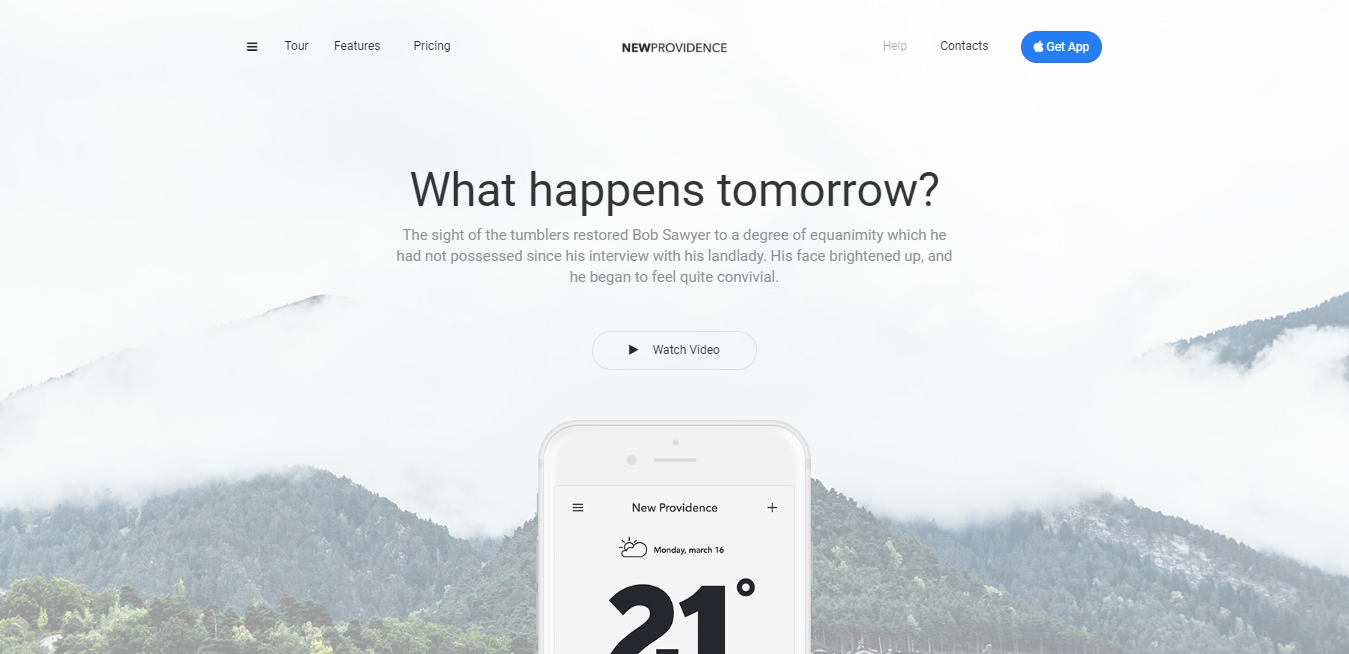 Tour Features Pricing NEWPROVIDENCE Help Contacts Get App
What happens tomorrow?
The sight of the tumblers restored Bob Sawyer to a degree of equanimity which he
had not possessed since his interview with his landlady. His face brightened up, and
he began to feel quite convivial.
Watch Video
New Providence
Monday, march 16
21°